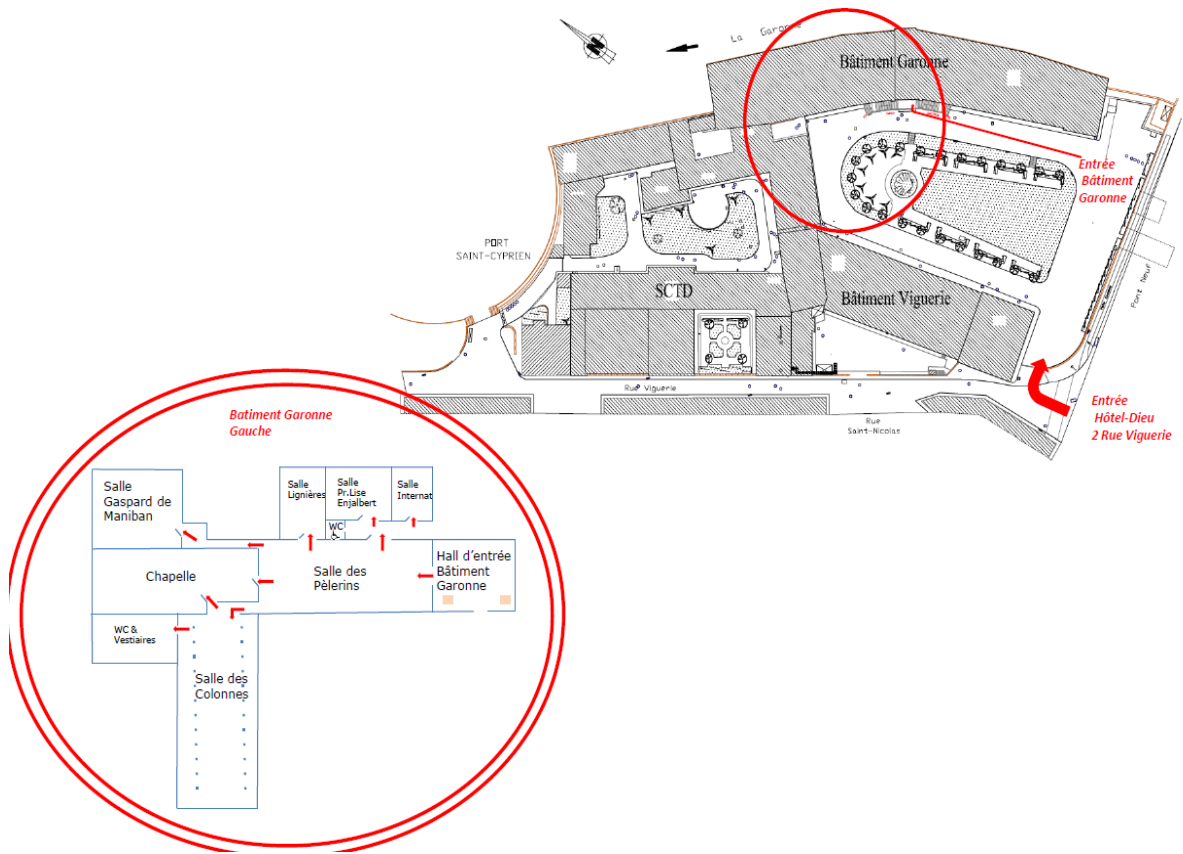 La Garonne
N
Bâtiment Garonne
Entrée
Bâtiment
Garonne
PORT
SAINT-CYPRIEN
SCTD
Bâtiment Viguerie
Pont Neuf
Rue Viguerie
Rue
Saint-Nicolas
Entrée
Hôtel-Dieu
2 Rue Viguerie
Batiment Garonne
Gauche
Salle
Gaspard de
Maniban
Salle
Lignières
Salle
Pr.Lise
Enjalbert
Salle
Internat
WC
Chapelle
Salle des
Pèlerins
Hall d'entrée
Bâtiment
Garonne
WC &
Vestiaires
Salle des
Colonnes